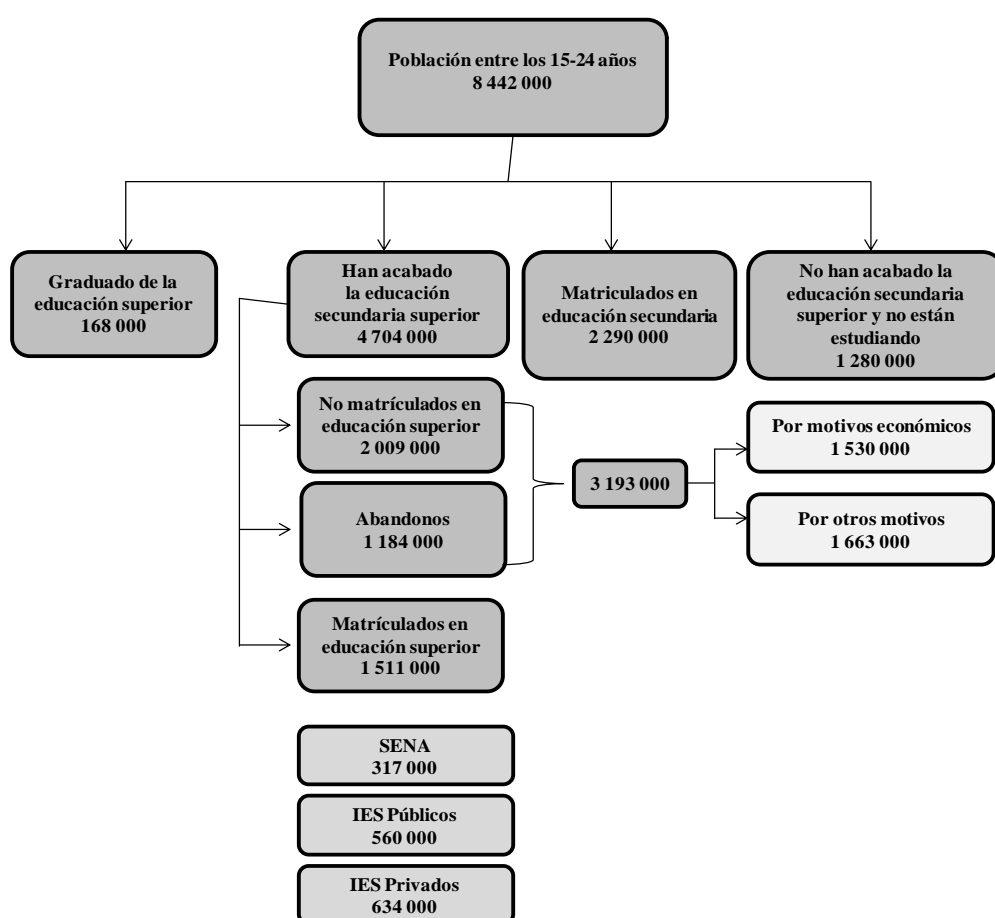 Población entre los 15-24 años
8 442 000
Graduado de la
educación superior
168 000
Han acabado
la educación
secundaria superior
4 704 000
Matriculados en
educación secundaria
2 290 000
No han acabado la
educación secundaria
superior y no están
estudiando
1 280 000
No matrículados en
educación superior
2 009 000
Abandonos
1 184 000
Matrículados en
educación superior
1 511 000
3 193 000
Por motivos económicos
1 530 000
Por otros motivos
1 663 000
SENA
317 000
IES Públicos
560 000
IES Privados
634 000